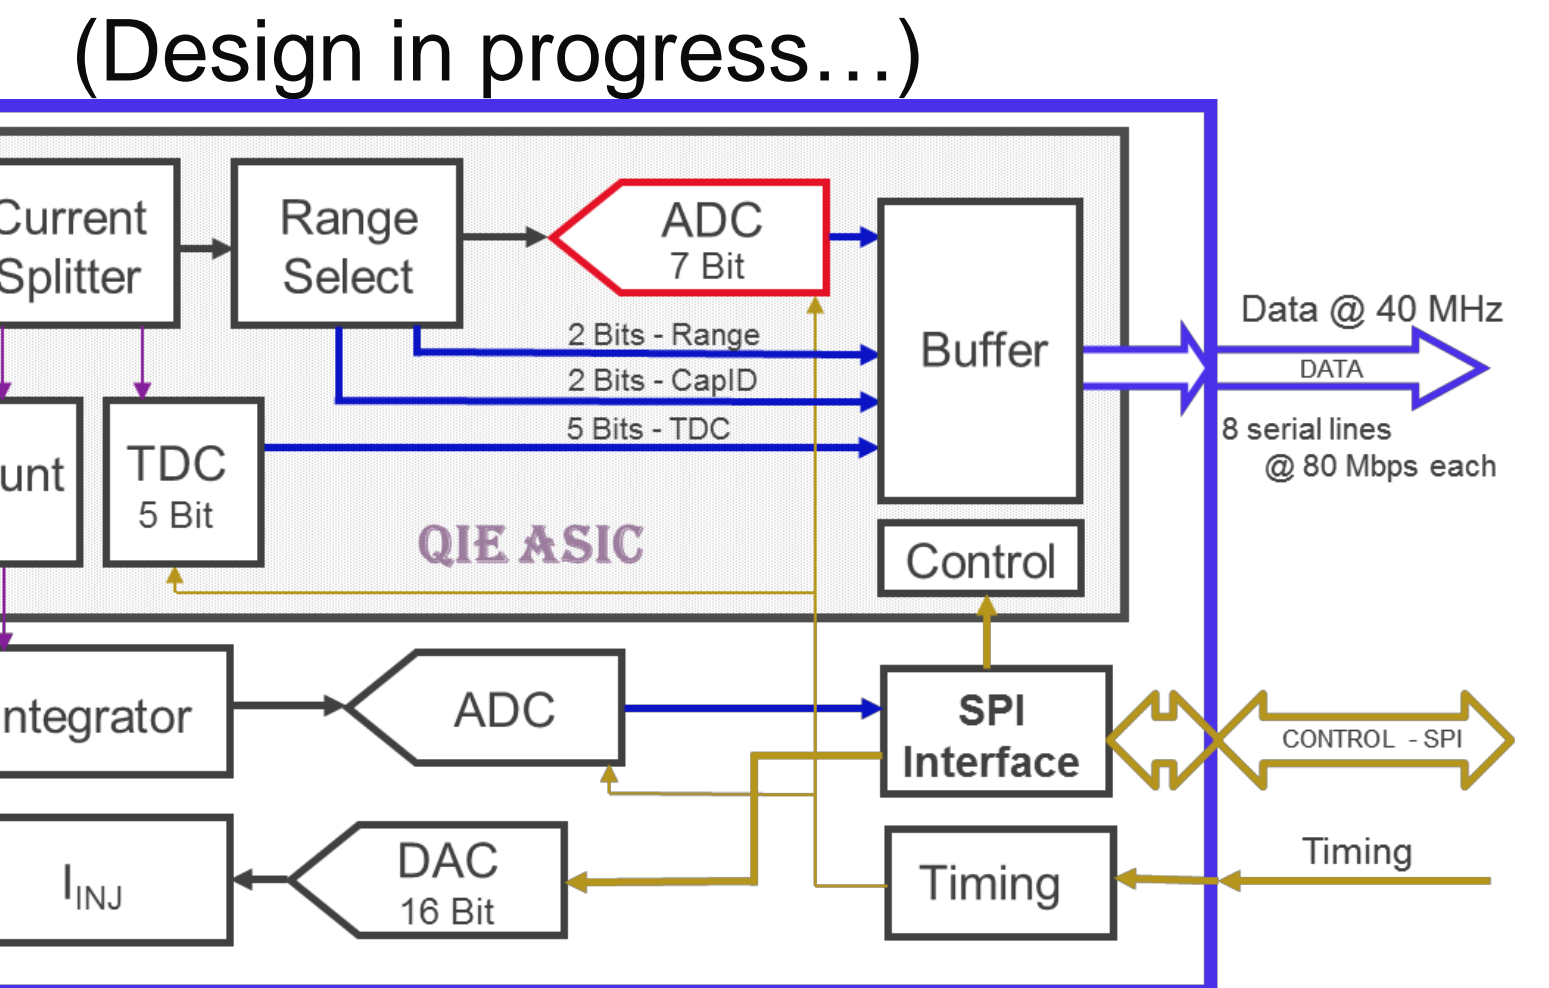 (Design in progress…)
Current
Splitter
Range
Select
ADC
7 Bit
2 Bits - Range
2 Bits - CapID
5 Bits - TDC
Buffer
Data @ 40 MHz
DATA
8 serial lines
@ 80 Mbps each
unt
TDC
5 Bit
QIE ASIC
Control
ntegrator
ADC
SPI
Interface
CONTROL - SPI
I INJ
DAC
16 Bit
Timing
Timing